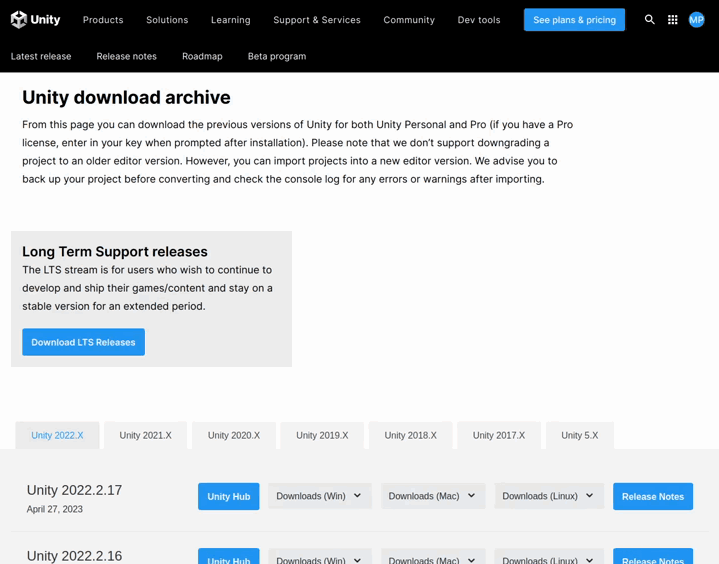 Unity
Products
Solutions
Learning
Support & Services
Community
Dev tools
See plans & pricing
MP
Latest release
Release notes
Roadmap
Beta program
Unity download archive
From this page you can download the previous versions of Unity for both Unity Personal and Pro (if you have a Pro
license, enter in your key when prompted after installation). Please note that we don’t support downgrading a
project to an older editor version. However, you can import projects into a new editor version. We advise you to
back up your project before converting and check the console log for any errors or warnings after importing.
Long Term Support releases
The LTS stream is for users who wish to continue to
develop and ship their games/content and stay on a
stable version for an extended period.
Download LTS Releases
Unity 2022.X
Unity 2021.X
Unity 2020.X
Unity 2019.X
Unity 2018.X
Unity 2017.X
Unity 5.X
Unity 2022.2.17
April 27, 2023
Unity Hub
Downloads (Win)
Downloads (Mac)
Downloads (Linux)
Release Notes
Unity 2022.2.16
Unity Hub
Downloads (Win)
Downloads (Mac)
Downloads (Linux)
Release Notes